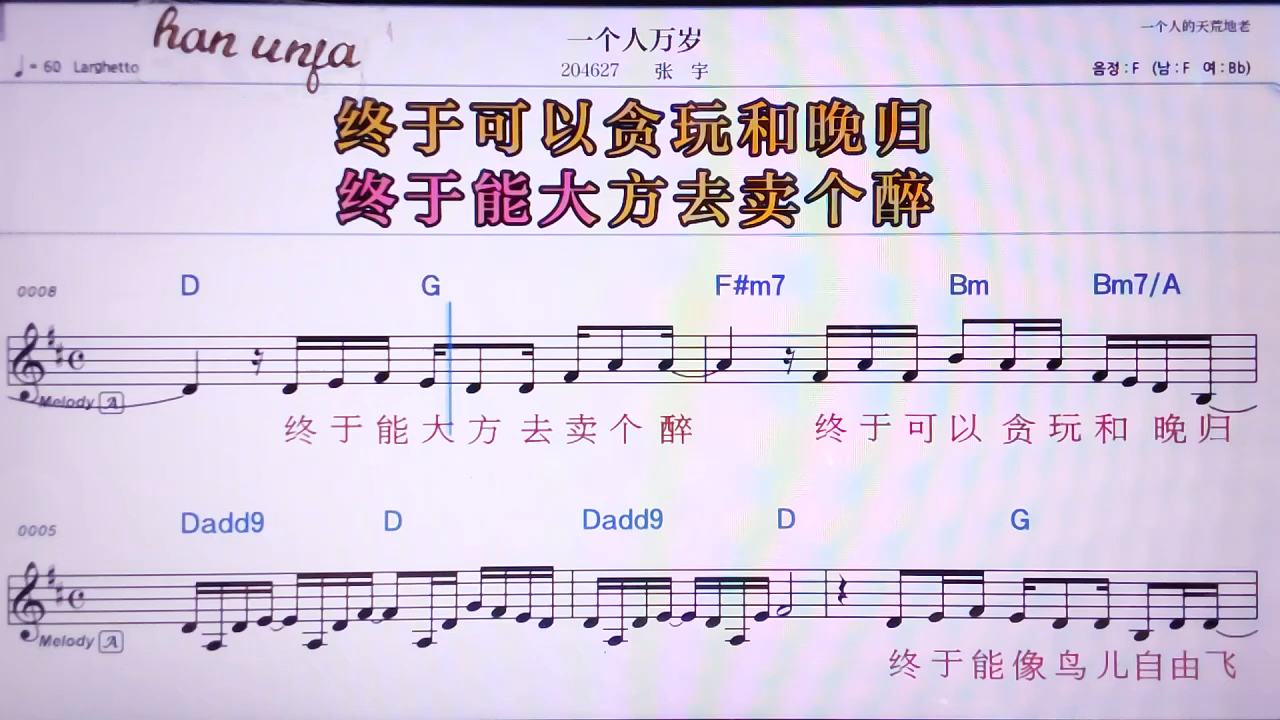 han unfa
一个人万岁
一个人的天荒地老
♩= 60 Larghetto
204627 张 宇
음정 : F (남 : F 여 : Bb)
终于可以贪玩和晚归
终于能大方去卖个醉
0008
D G F#m7 Bm Bm7/A
Melody A
终于能大方去卖个醉 终于可以贪玩和晚归
0005
Dadd9 D Dadd9 D G
Melody A
终于能像鸟儿自由飞